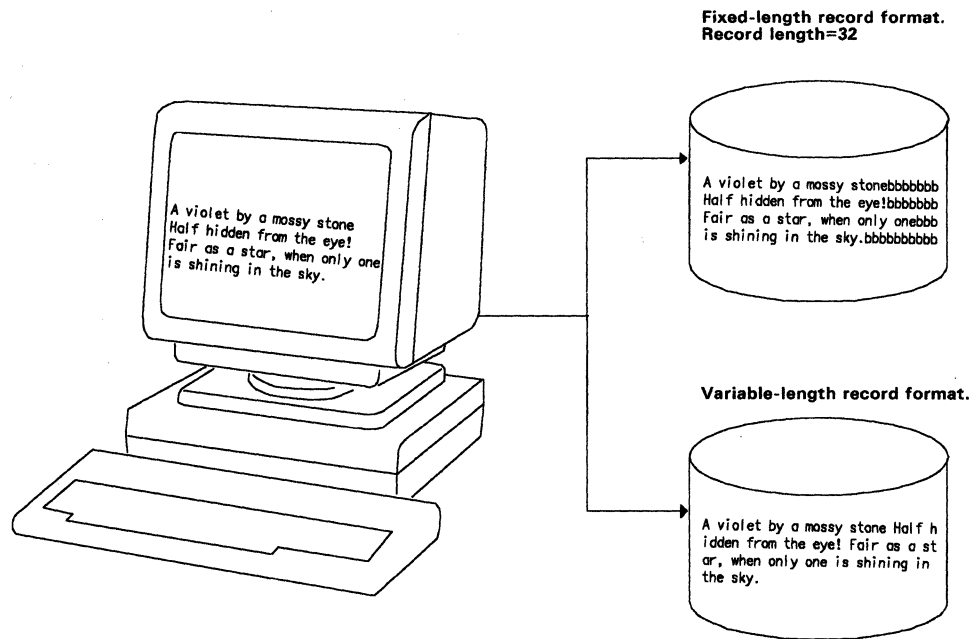 Fixed-length record format.
Record length=32
A violet by a mossy stone
Half hidden from the eye!
Fair as a star, when only one
is shining in the sky.
A violet by a mossy stonebbbbbbb
Half hidden from the eye!bbbbbbb
Fair as a star, when only onebbb
is shining in the sky.bbbbbbbbbb
Variable-length record format.
A violet by a mossy stone Half h
idden from the eye! Fair as a st
ar, when only one is shining in
the sky.